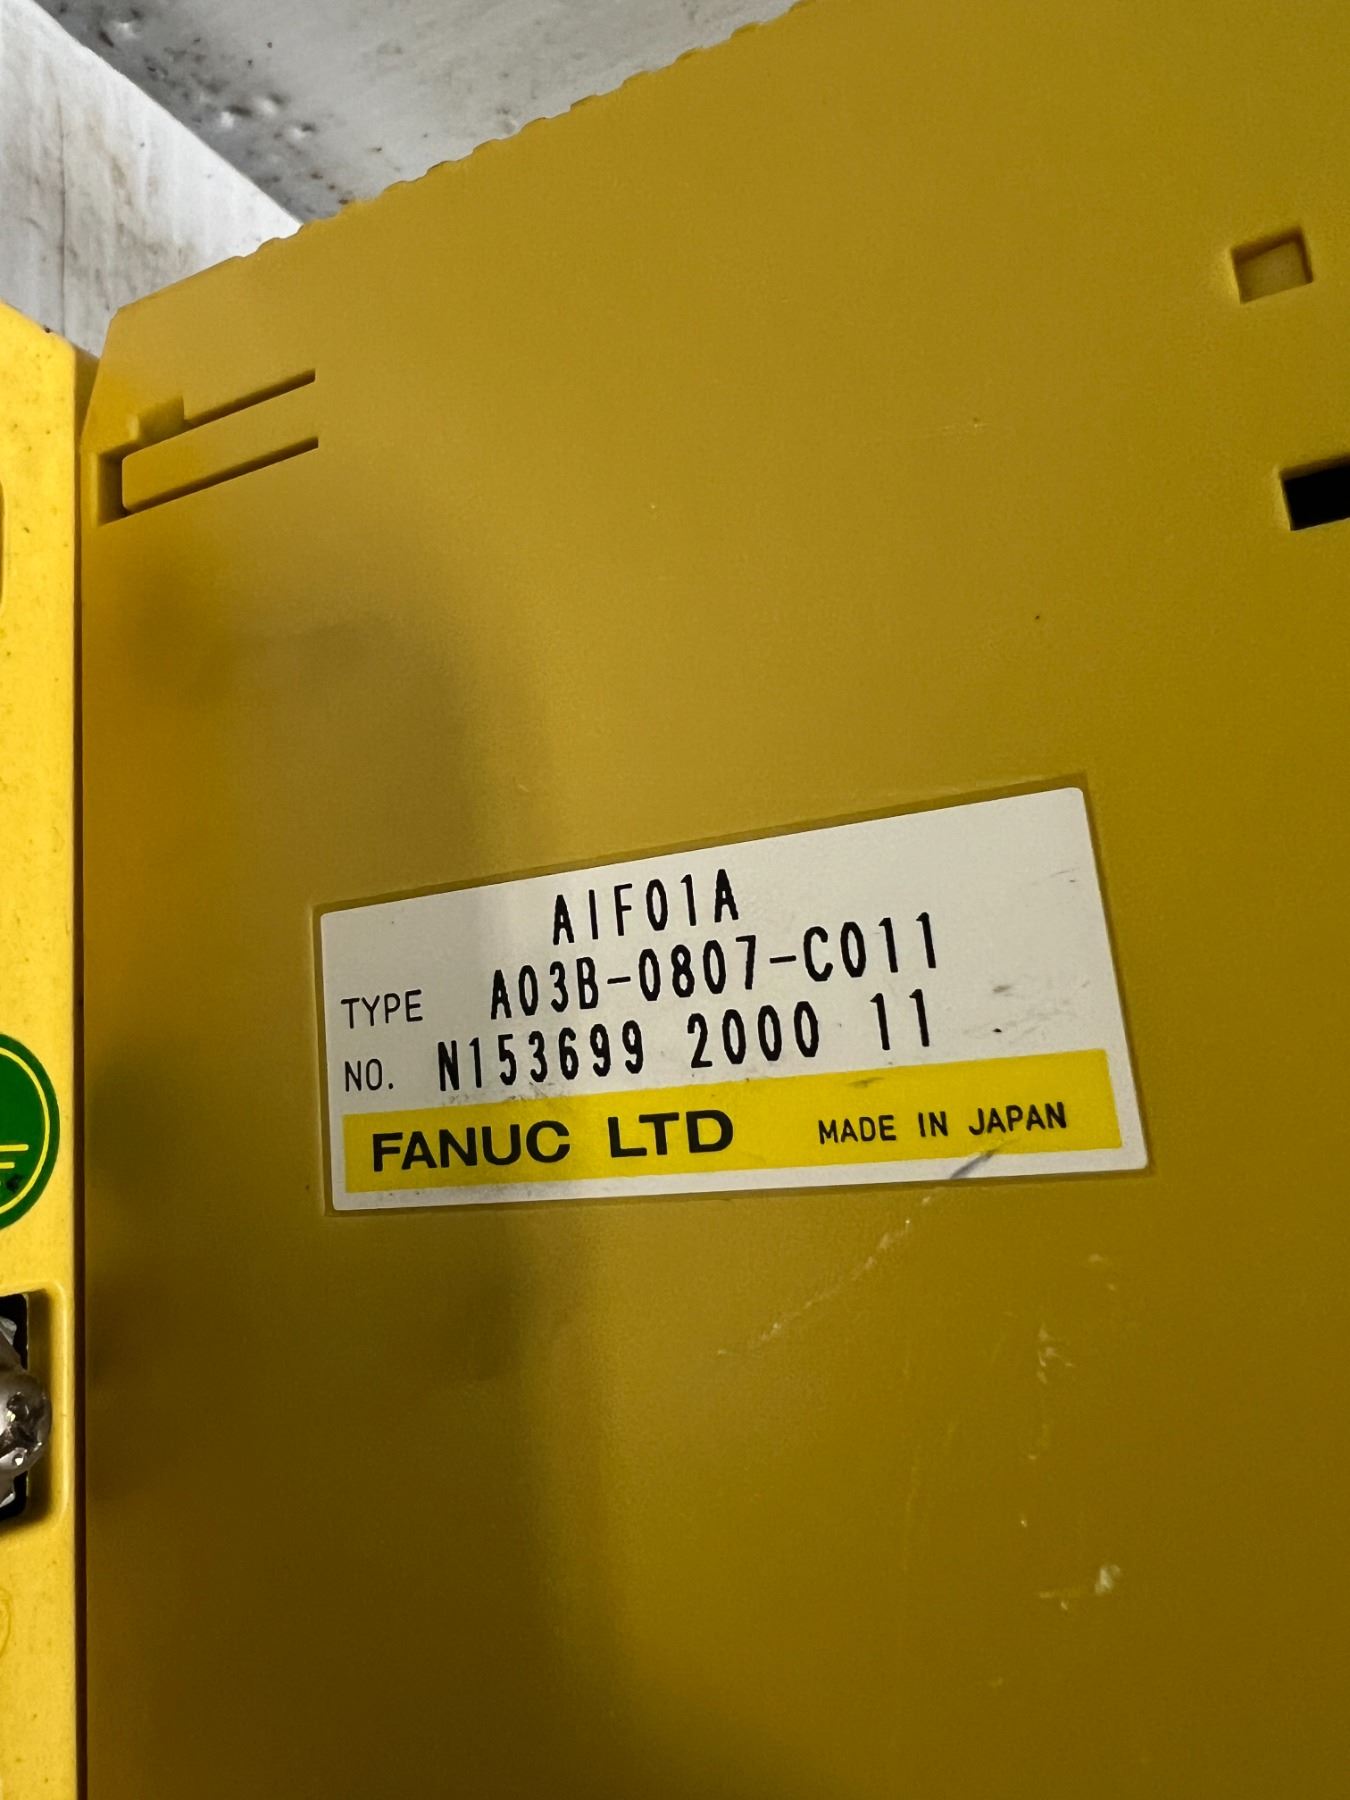 AIF01A
TYPE A03B-0807-C011
NO. N153699 2000 11
FANUC LTD MADE IN JAPAN